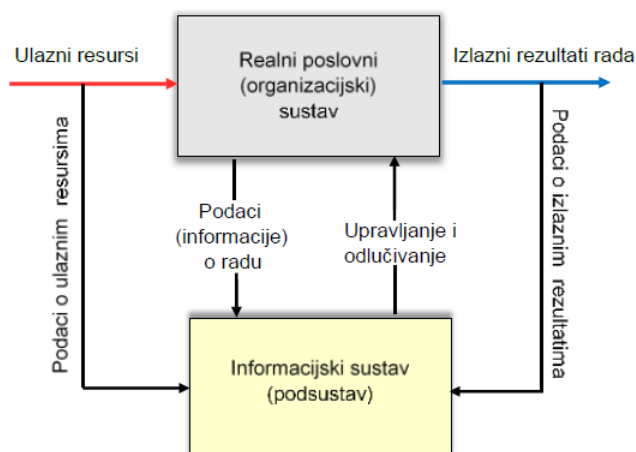 Ulazni resursi
Realni poslovni
(organizacijski)
sustav
Izlazni rezultati rada
Podaci o ulaznim resursima
Podaci
(informacije)
o radu
Upravljanje i
odlučivanje
Podaci o izlaznim rezultatima
Informacijski sustav
(podsustav)